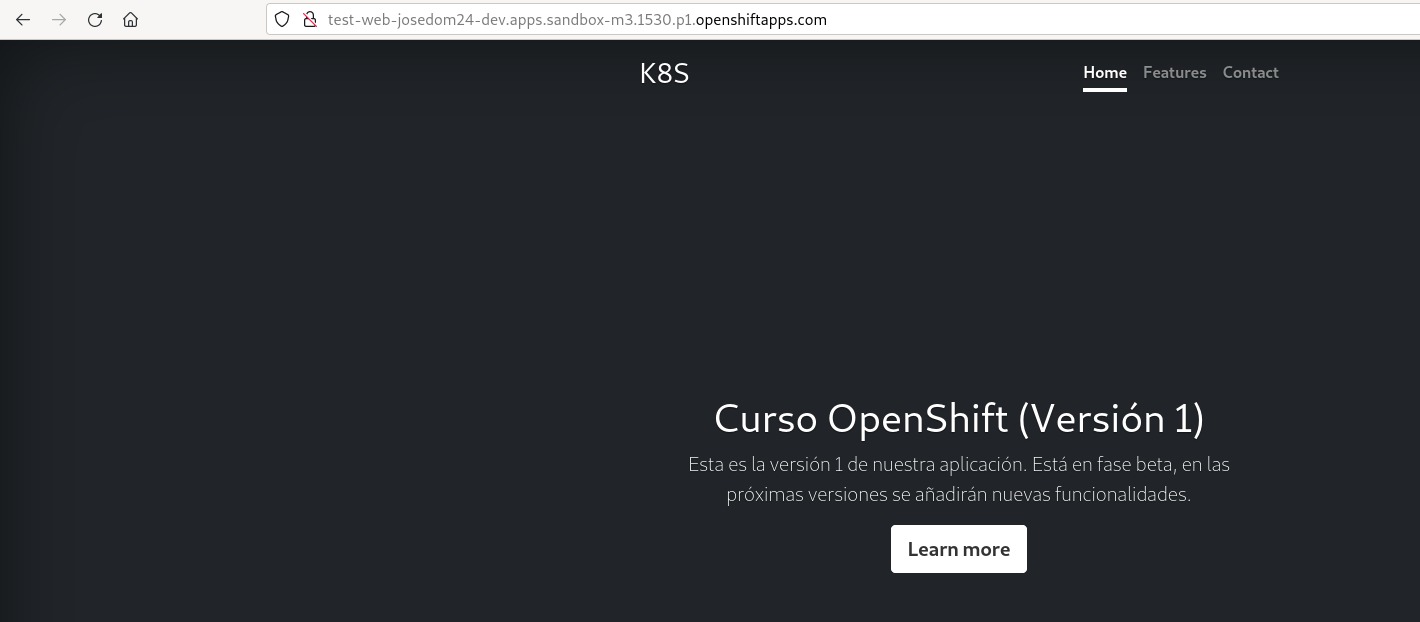 test-web-josedom24-dev.apps.sandbox-m3.1530.p1.openshiftapps.com
K8S
Home Features Contact
Curso OpenShift (Versión 1)
Esta es la versión 1 de nuestra aplicación. Está en fase beta, en las
próximas versiones se añadirán nuevas funcionalidades.
Learn more